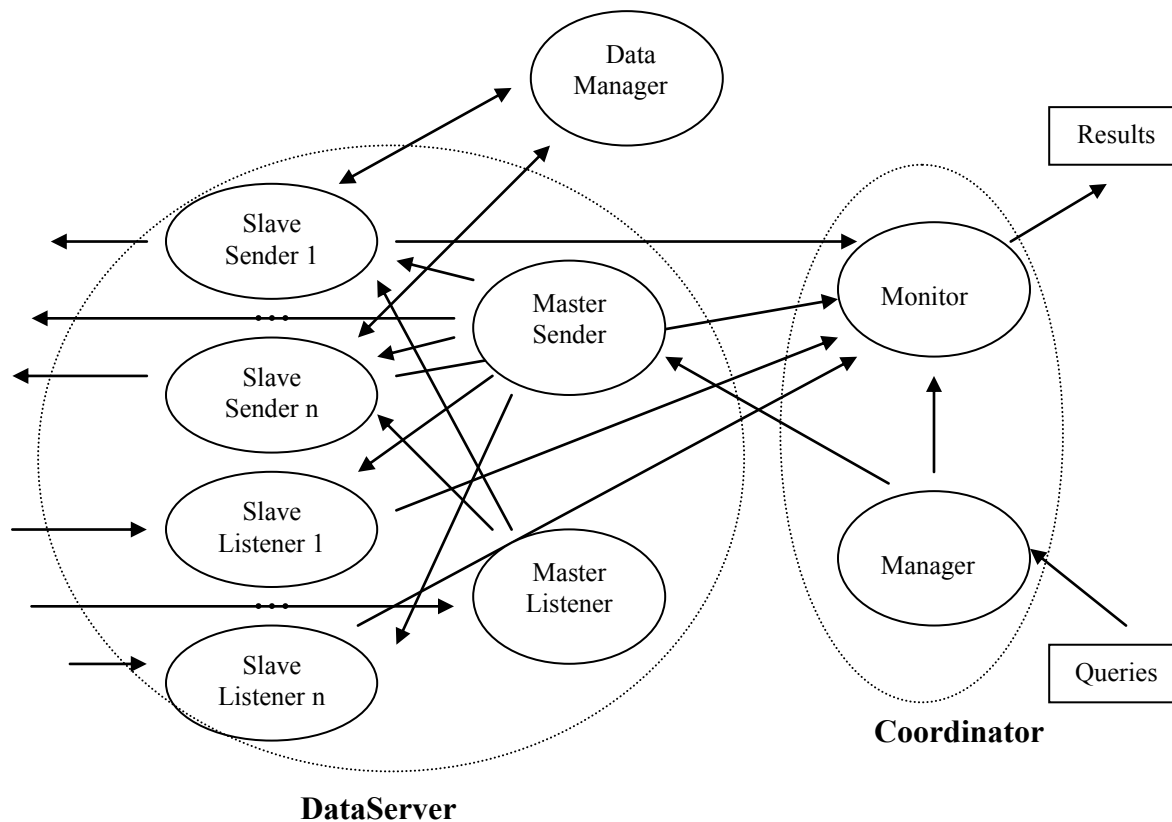 Data
Manager
Results
Slave
Sender 1
Master
Sender
Monitor
Slave
Sender n
Slave
Listener 1
Master
Listener
Manager
Slave
Listener n
Queries
Coordinator
DataServer